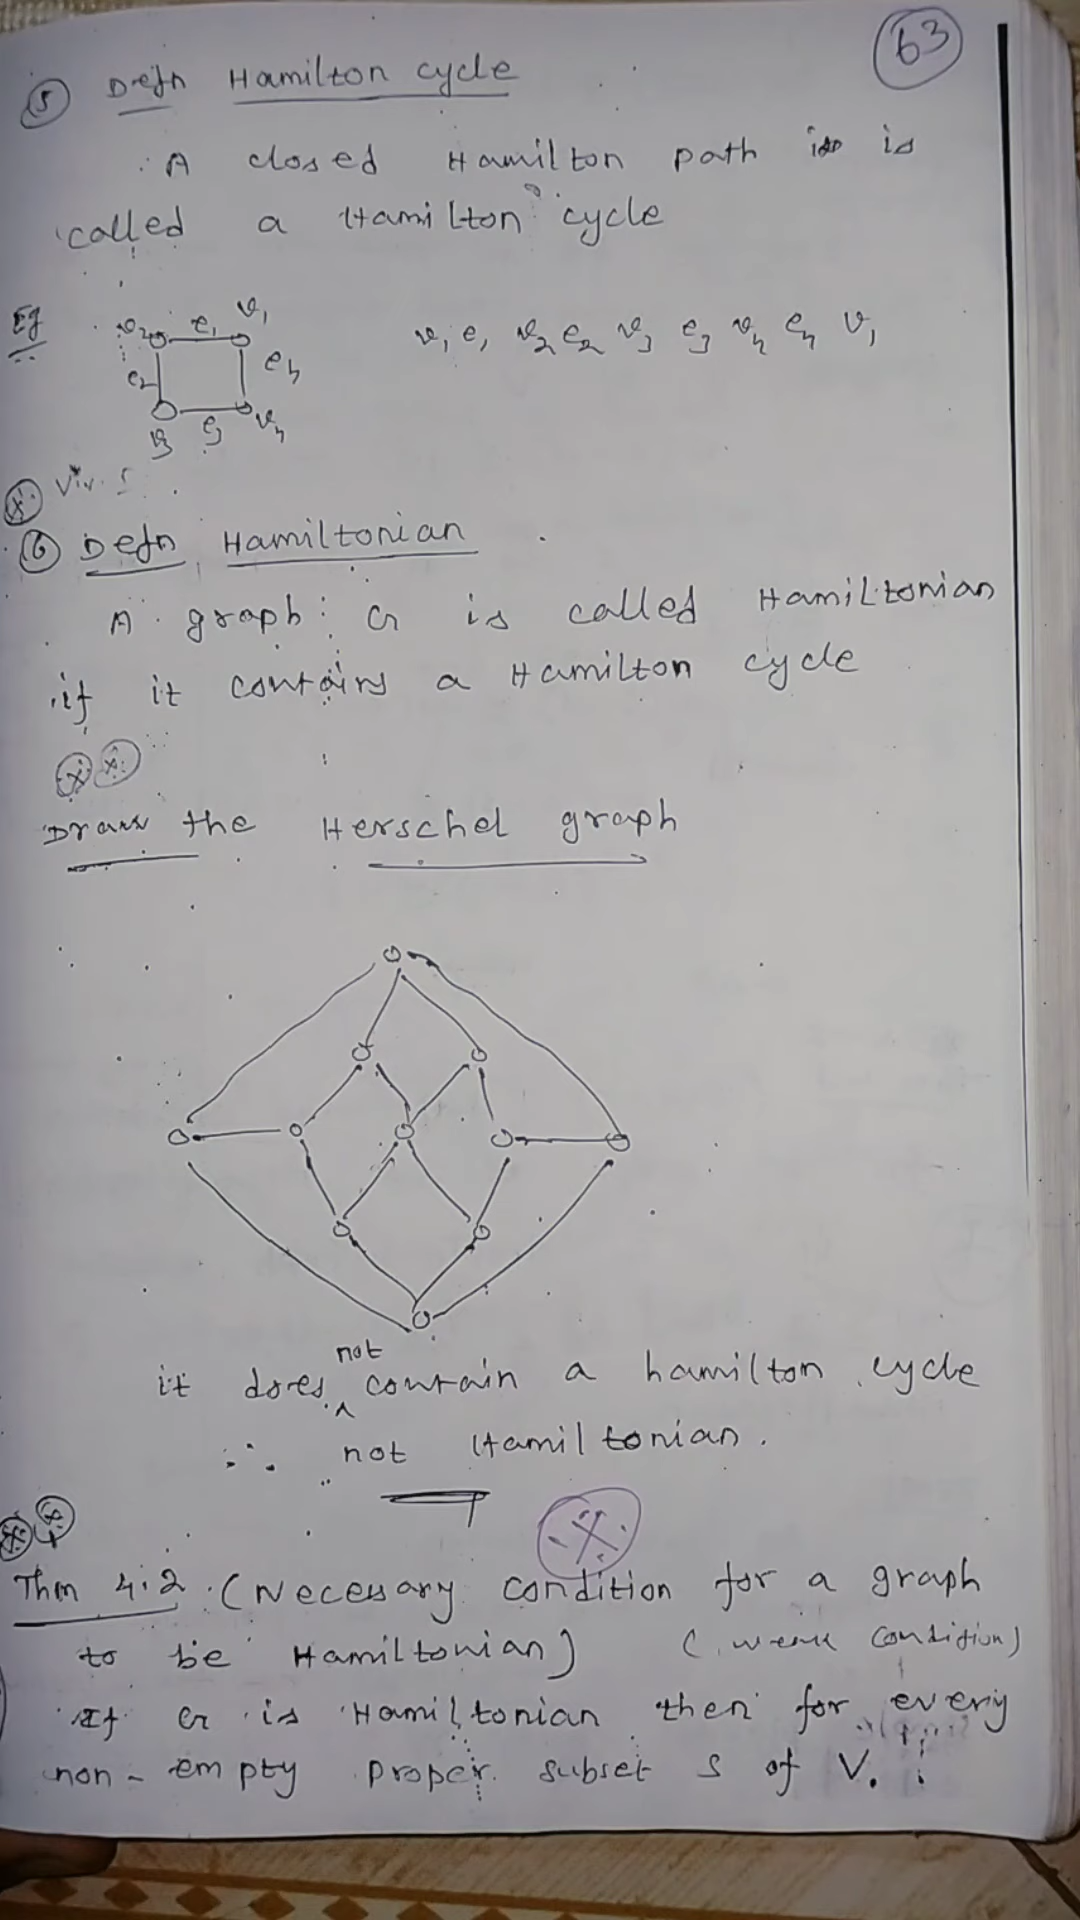 63
5 Defn Hamilton cycle
A closed Hamilton path is is
called a Hamilton cycle
Eg
v2 e1 v1
e2 e4
v3 e3 v4
v1 e1 v2 e2 v3 e3 v4 e4 v1
6 Defn Hamiltonian
A graph G is called Hamiltonian
if it contains a Hamilton cycle
Draw the Herschel graph
it does not contain a hamilton cycle
∴ not Hamiltonian.
Thm 4.2 (Necessary condition for a graph
to be Hamiltonian) (weak condition)
If G is Hamiltonian then for every
non-empty proper subset S of V.